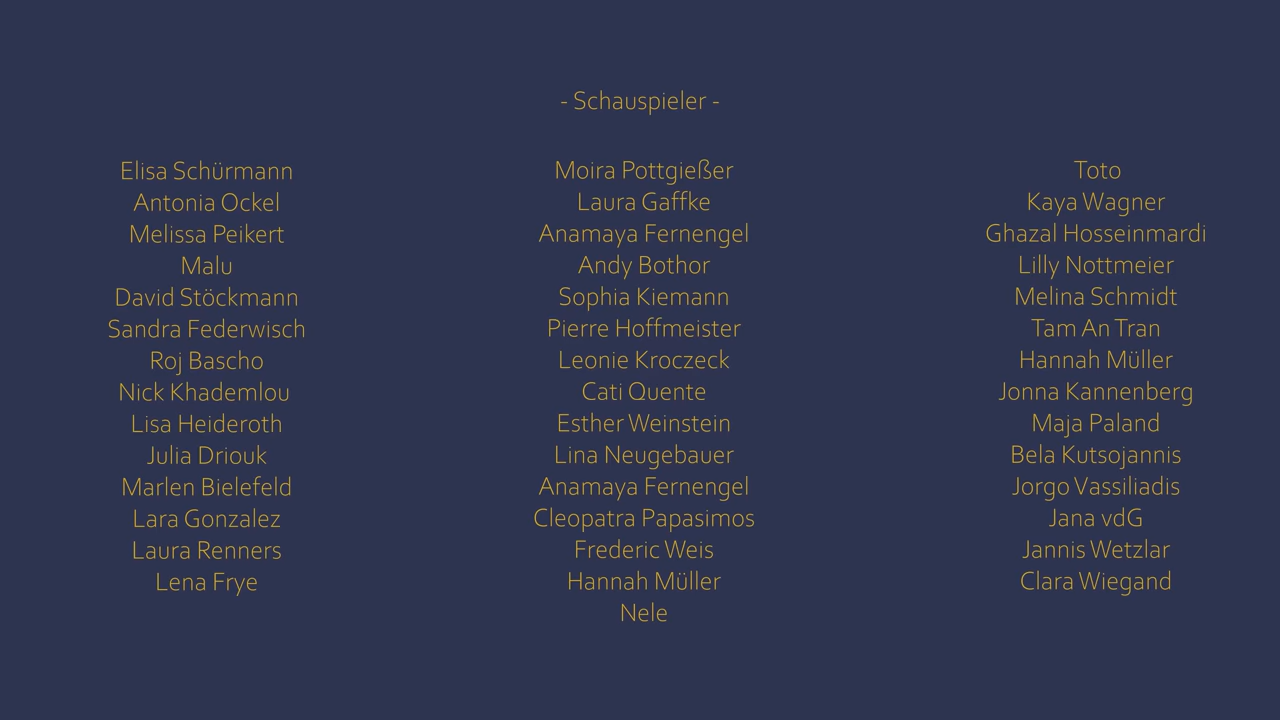 - Schauspieler -
Elisa Schürmann
Antonia Ockel
Melissa Peikert
Malu
David Stöckmann
Sandra Federwisch
Roj Bascho
Nick Khademlou
Lisa Heideroth
Julia Driouk
Marlen Bielefeld
Lara Gonzalez
Laura Renners
Lena Frye
Moira Pottgießer
Laura Gaffke
Anamaya Fernengel
Andy Bothor
Sophia Kiemann
Pierre Hoffmeister
Leonie Kroczeck
Cati Quente
Esther Weinstein
Lina Neugebauer
Anamaya Fernengel
Cleopatra Papasimos
Frederic Weis
Hannah Müller
Nele
Toto
Kaya Wagner
Ghazal Hosseinmardi
Lilly Nottmeier
Melina Schmidt
Tam An Tran
Hannah Müller
Jonna Kannenberg
Maja Paland
Bela Kutsojannis
Jorgo Vassiliadis
Jana vdG
Jannis Wetzlar
Clara Wiegand